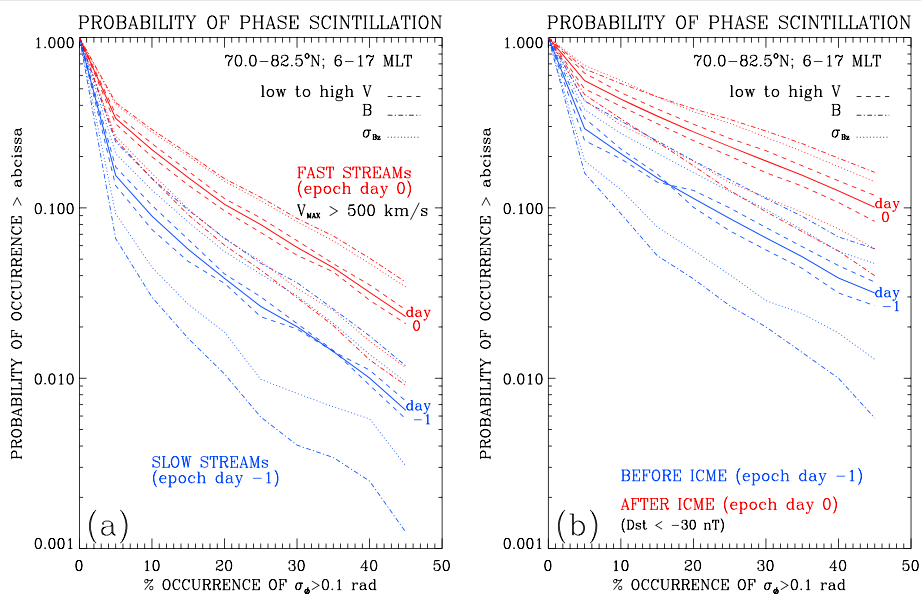 PROBABILITY OF PHASE SCINTILLATION
70.0−82.5°N; 6−17 MLT
low to high V
B
σBz
FAST STREAMs
(epoch day 0)
VMAX > 500 km/s
day
0
day
−1
SLOW STREAMs
(epoch day −1)
(a)
1.000
0.100
0.010
0.001
PROBABILITY OF OCCURRENCE > abcissa
0 10 20 30 40 50
% OCCURRENCE OF σϕ>0.1 rad
PROBABILITY OF PHASE SCINTILLATION
70.0−82.5°N; 6−17 MLT
low to high V
B
σBz
day
0
day
−1
BEFORE ICME (epoch day −1)
AFTER ICME (epoch day 0)
(Dst < −30 nT)
(b)
1.000
0.100
0.010
0.001
PROBABILITY OF OCCURRENCE > abcissa
0 10 20 30 40 50
% OCCURRENCE OF σϕ>0.1 rad